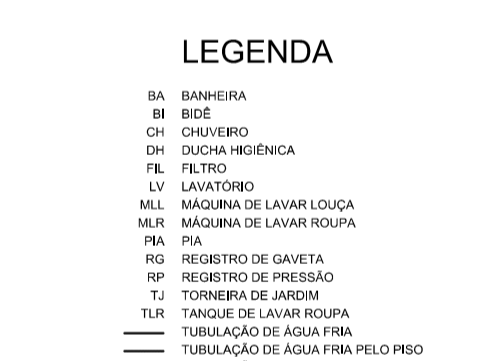 LEGENDA
BA BANHEIRA
BI BIDÊ
CH CHUVEIRO
DH DUCHA HIGIÊNICA
FIL FILTRO
LV LAVATÓRIO
MLL MÁQUINA DE LAVAR LOUÇA
MLR MÁQUINA DE LAVAR ROUPA
PIA PIA
RG REGISTRO DE GAVETA
RP REGISTRO DE PRESSÃO
TJ TORNEIRA DE JARDIM
TLR TANQUE DE LAVAR ROUPA
TUBULAÇÃO DE ÁGUA FRIA
TUBULAÇÃO DE ÁGUA FRIA PELO PISO